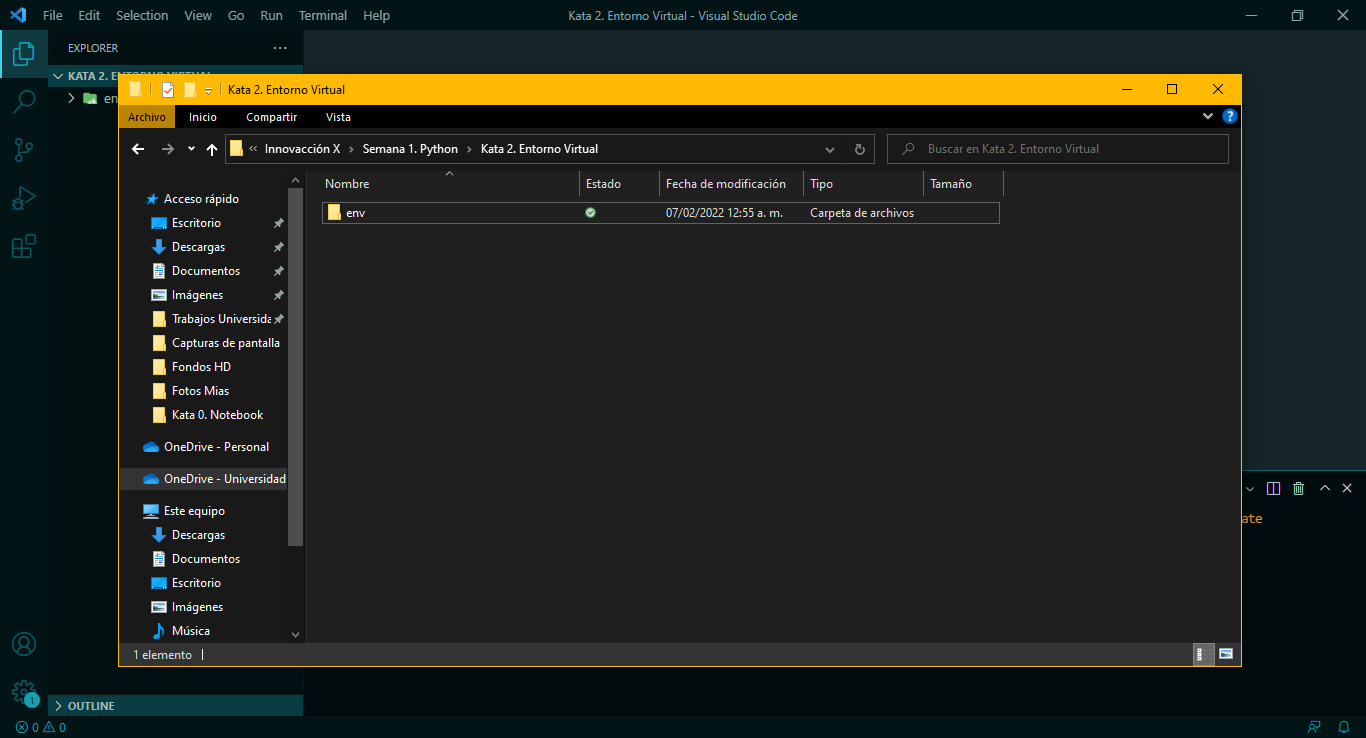 File Edit Selection View Go Run Terminal Help
Kata 2. Entorno Virtual - Visual Studio Code
EXPLORER
KATA 2. ENTORNO VIRTUAL
en
Kata 2. Entorno Virtual
Archivo Inicio Compartir Vista
?
« Innovacción X > Semana 1. Python > Kata 2. Entorno Virtual
Buscar en Kata 2. Entorno Virtual
Nombre Estado Fecha de modificación Tipo Tamaño
env 07/02/2022 12:55 a. m. Carpeta de archivos
Acceso rápido
Escritorio
Descargas
Documentos
Imágenes
Trabajos Universida
Capturas de pantalla
Fondos HD
Fotos Mias
Kata 0. Notebook
OneDrive - Personal
OneDrive - Universidad
Este equipo
Descargas
Documentos
Escritorio
Imágenes
Música
1 elemento
ate
OUTLINE
1
0 0